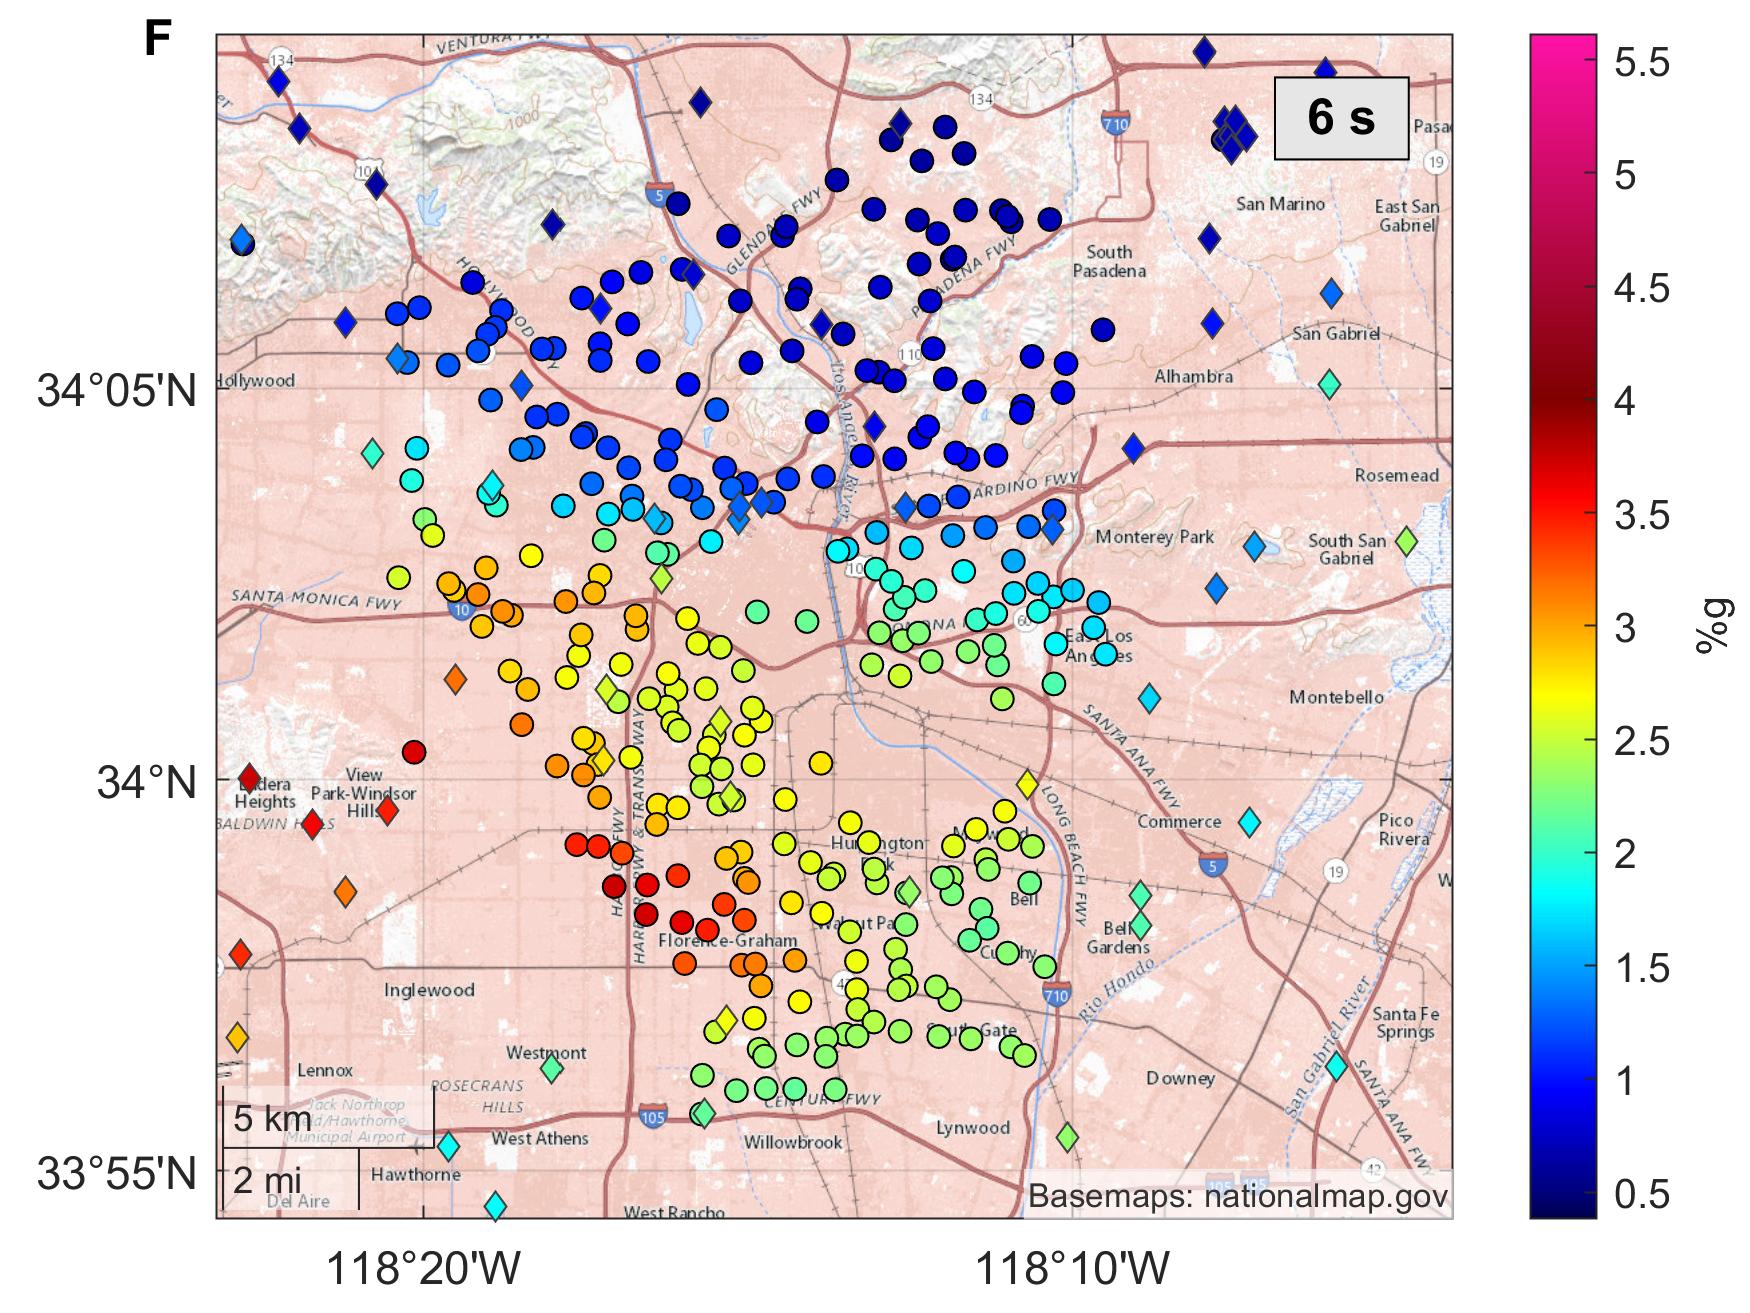 F
VENTURA FWY
134
134
1000
101
5
710
6 s
Pasa
19
San Marino
East San
Gabriel
GLENDALE FWY
South
Pasadena
PASADENA FWY
HOLLYWOOD FWY
San Gabriel
110
34°05'N
Hollywood
Alhambra
Los Angeles River
Rosemead
BERNARDINO FWY
Monterey Park
South San
Gabriel
SANTA MONICA FWY
10
10
POMONA
60
East Los
Angeles
Montebello
SANTA ANA FWY
34°N
Ladera
Heights
View
Park-Windsor
Hills
BALDWIN HILLS
HARBOR FWY
HARBOR FWY & TRANSITWAY
LONG BEACH FWY
Commerce
Pico
Rivera
Huntington
Park
Maywood
5
19
Bell
W
Walnut Park
Florence-Graham
Bell
Gardens
Cudahy
Inglewood
42
710
Rio Hondo
South Gate
Santa Fe
Springs
Westmont
Lennox
ROSECRANS
HILLS
Downey
San Gabriel River
SANTA ANA FWY
5 km
Jack Northrop
Field/Hawthorne
Municipal Airport
105
CENTURY FWY
West Athens
Willowbrook
Lynwood
2 mi
Hawthorne
Del Aire
42
105
105
33°55'N
West Rancho
Basemaps: nationalmap.gov
118°20'W
118°10'W
5.5
5
4.5
4
3.5
3
2.5
2
1.5
1
0.5
%g